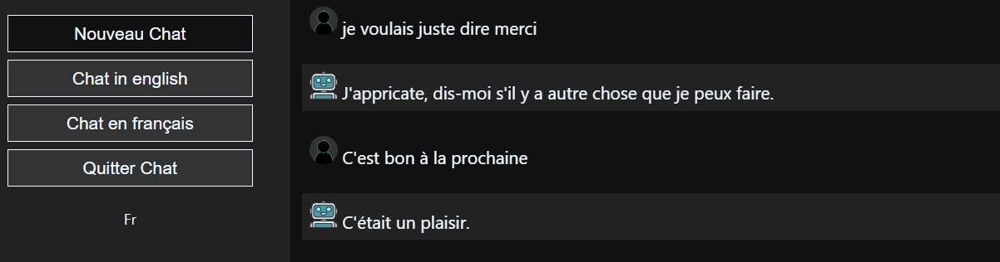 Nouveau Chat
Chat in english
Chat en français
Quitter Chat
Fr
je voulais juste dire merci
J'appricate, dis-moi s'il y a autre chose que je peux faire.
C'est bon à la prochaine
C'était un plaisir.